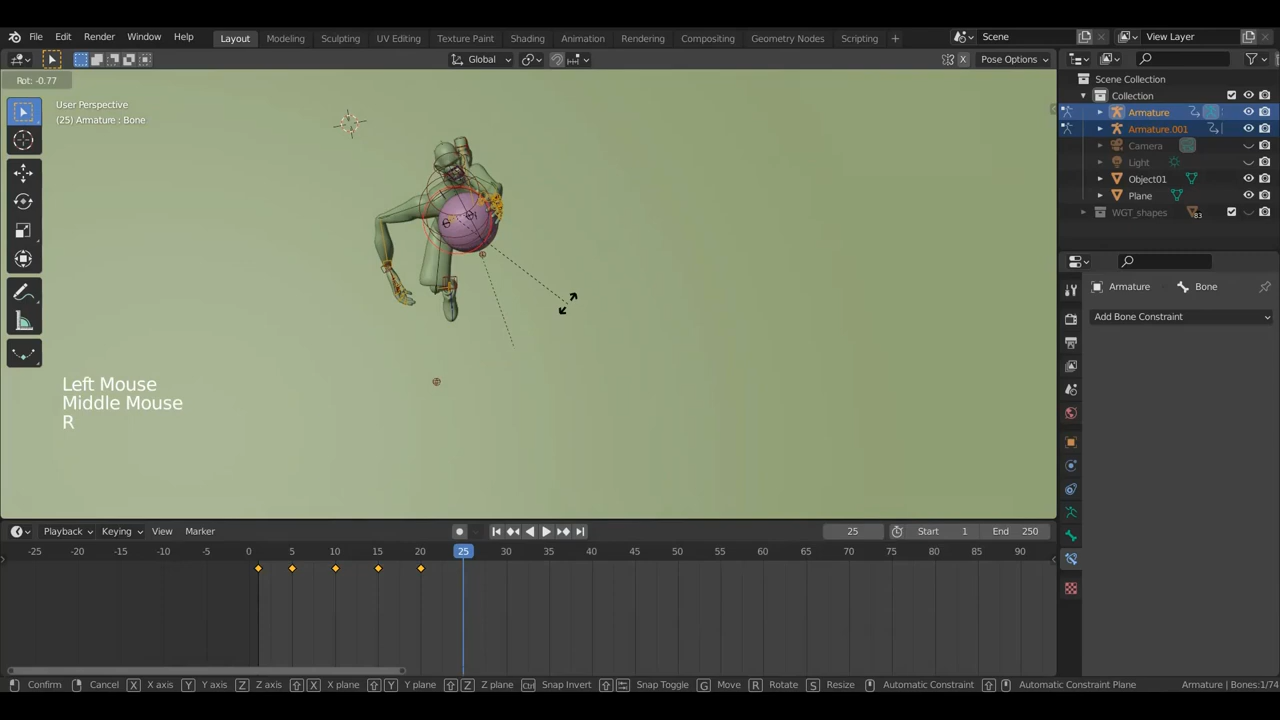 File Edit Render Window Help Layout Modeling Sculpting UV Editing Texture Paint Shading Animation Rendering Compositing Geometry Nodes Scripting + Scene View Layer
Global Pose Options
X
Rot: -0.77
User Perspective
(25) Armature : Bone
Scene Collection
Collection
Armature
Armature.001
Camera
Light
Object01
Plane
WGT_shapes 83
Armature Bone
Add Bone Constraint
Left Mouse
Middle Mouse
R
Playback Keying View Marker 25 Start 1 End 250
-25 -20 -15 -10 -5 0 5 10 15 20 25 30 35 40 45 50 55 60 65 70 75 80 85 90
Confirm Cancel X X axis Y Y axis Z Z axis X X plane Y Y plane Z Z plane Ctrl Snap Invert Snap Toggle G Move R Rotate S Resize Automatic Constraint Automatic Constraint Plane Armature | Bones:1/74